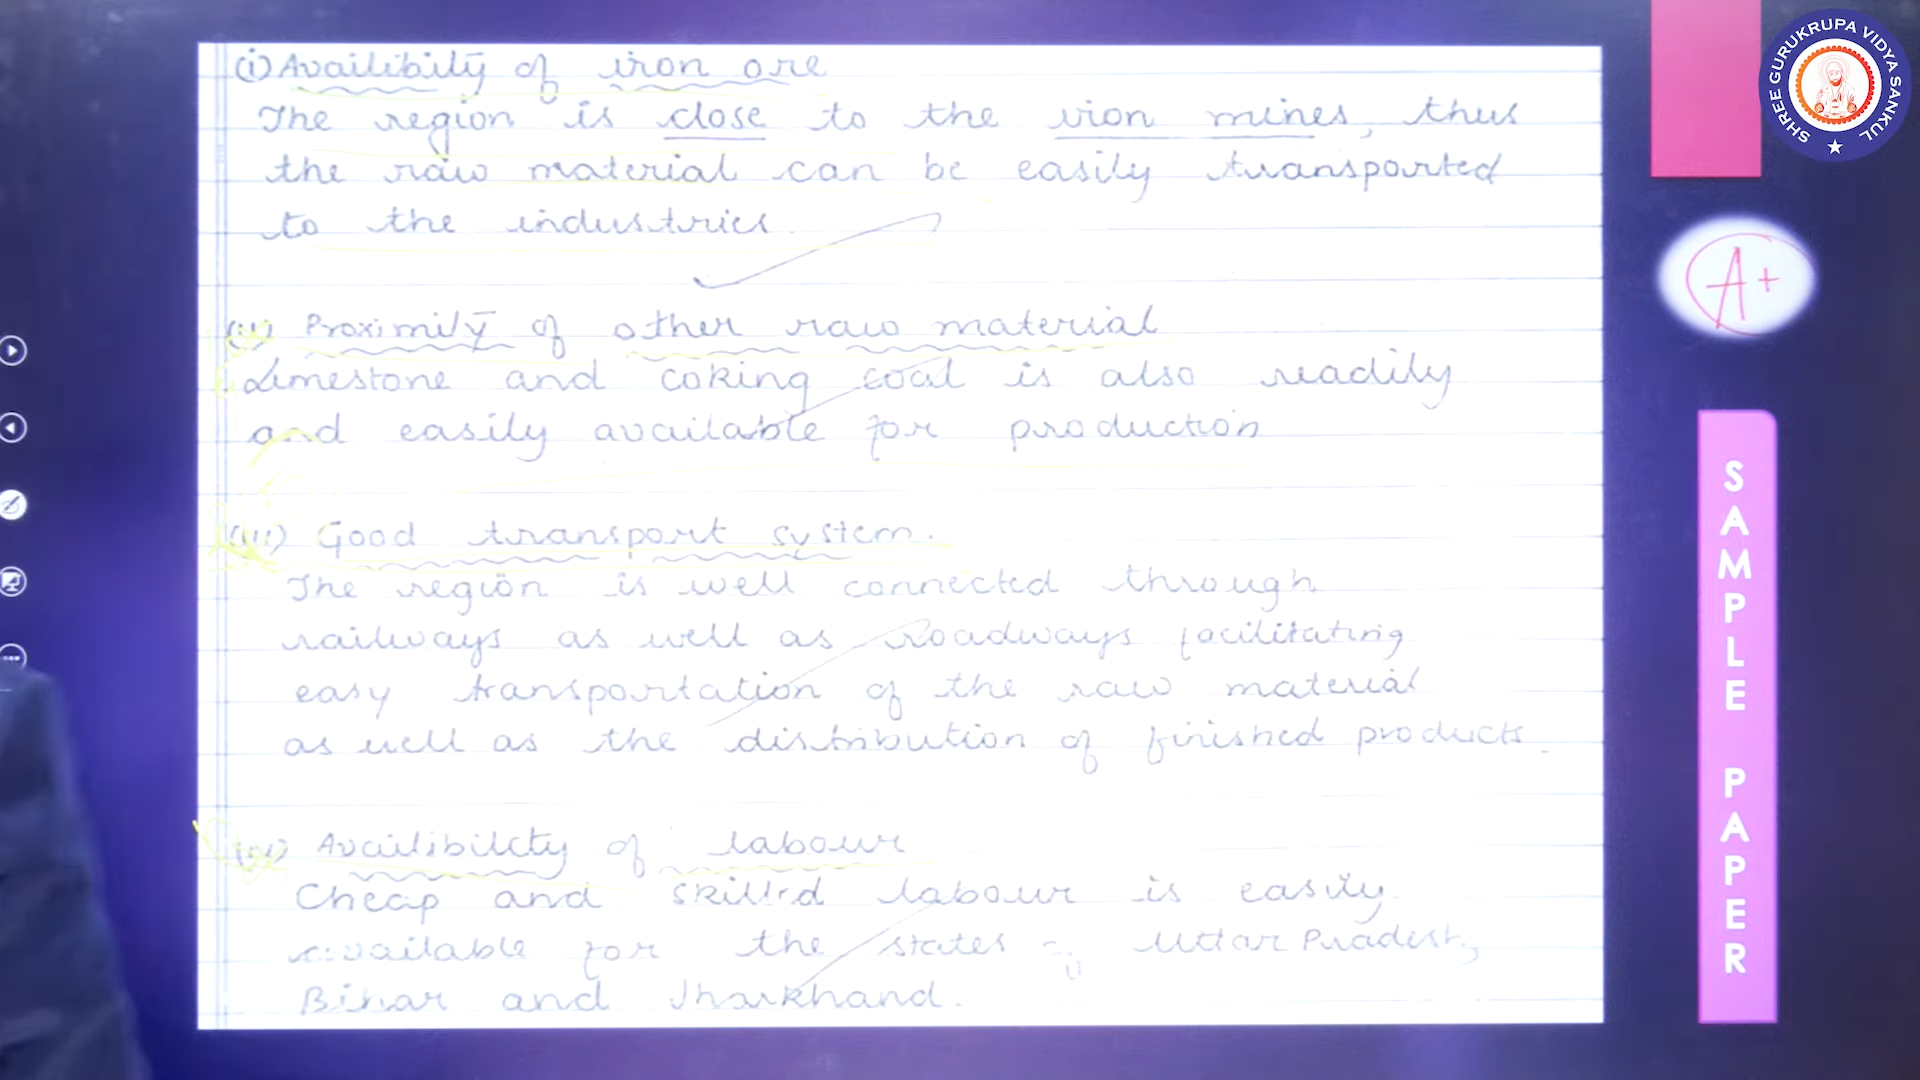 (i) Availibity of iron ore
The region is close to the rion mines, thus
the raw material can be easily transported
to the industries.
(ii) Proximity of other raw material
Limestone and coking coal is also readily
and easily available for production
(iii) Good transport system.
The region is well connected through
railways as well as roadways facilitating
easy transportation of the raw material
as well as the distribution of finished products.
(iv) Availibility of labour
Cheap and skilled labour is easily
available for the states of Uttar Pradesh,
Bihar and Jharkhand.
SHREE GURUKRUPA VIDYA SANKUL
A+
SAMPLE PAPER